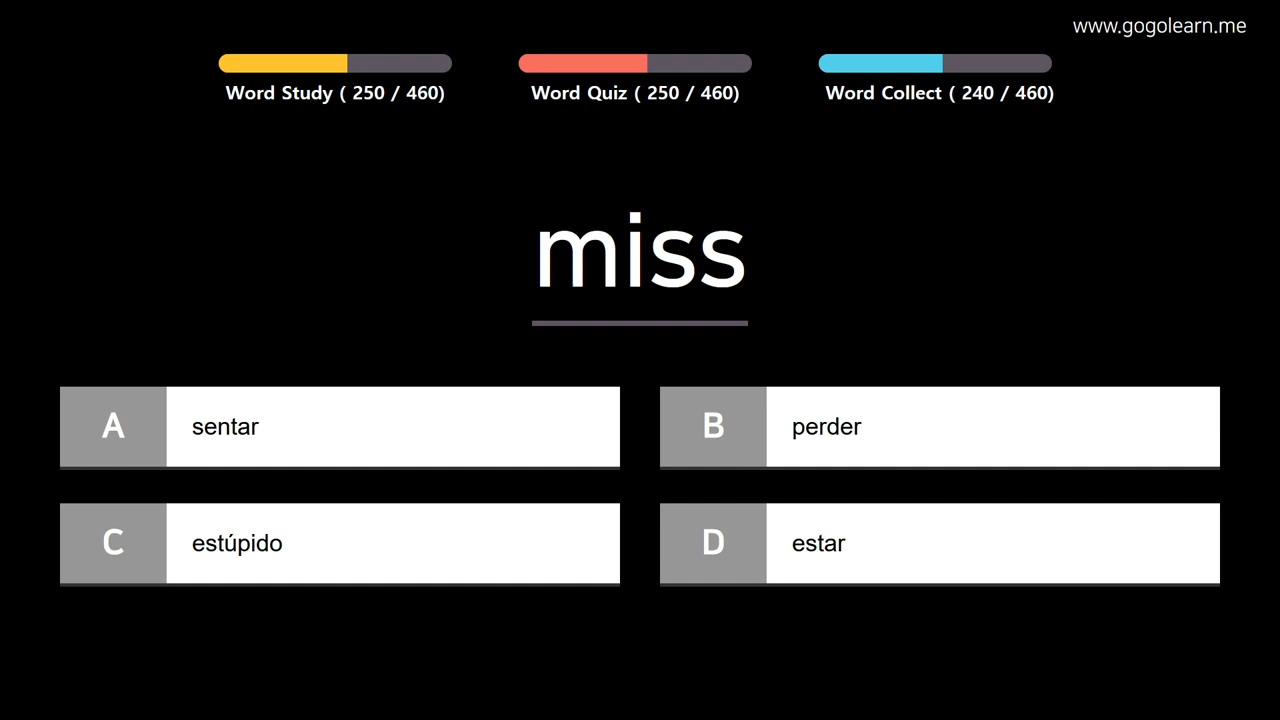 www.gogolearn.me
Word Study ( 250 / 460)
Word Quiz ( 250 / 460)
Word Collect ( 240 / 460)
miss
A sentar
B perder
C estúpido
D estar